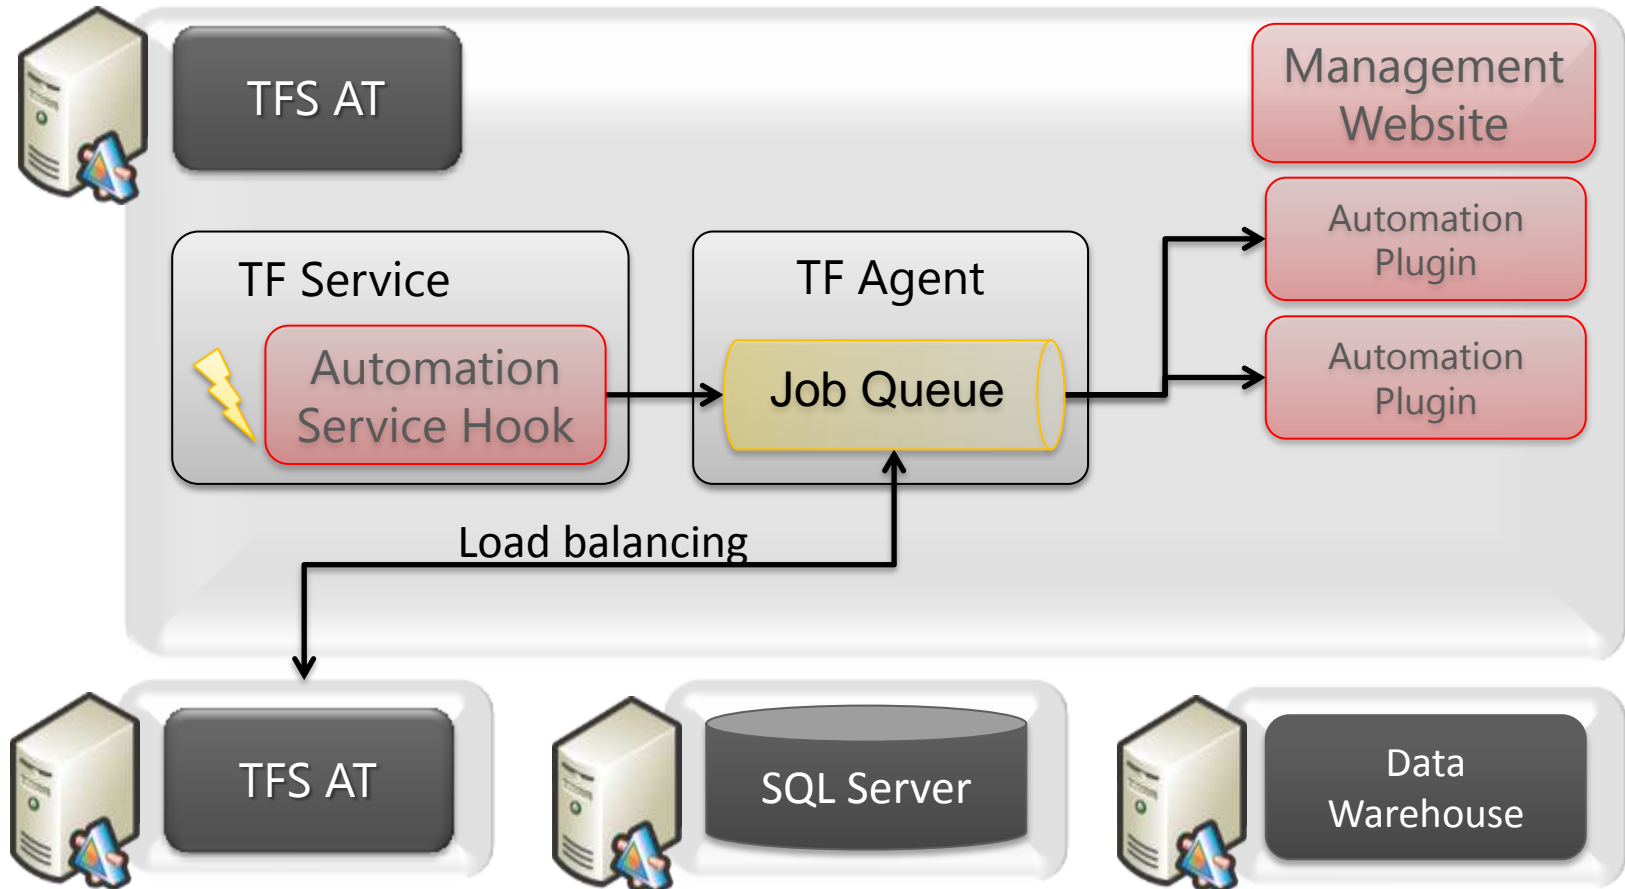 TFS AT
Management
Website
TF Service
Automation
Service Hook
TF Agent
Job Queue
Automation
Plugin
Automation
Plugin
Load balancing
TFS AT
SQL Server
Data
Warehouse